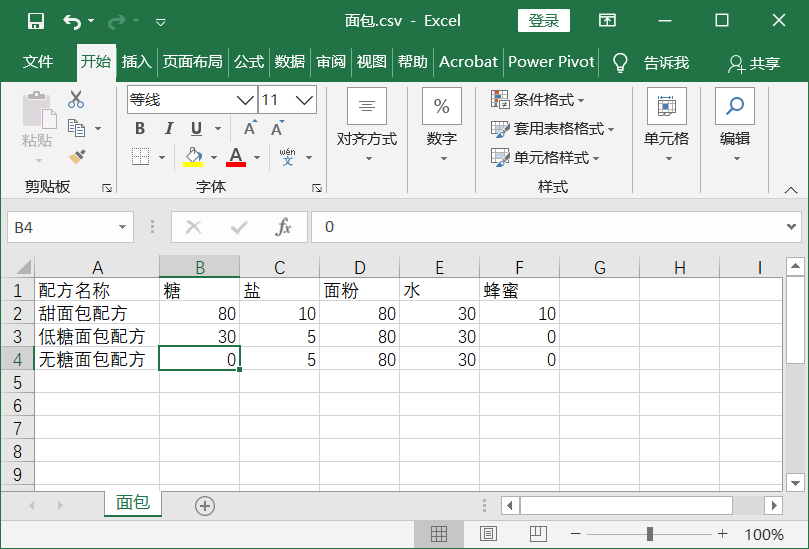 面包.csv - Excel 登录
文件 开始 插入 页面布局 公式 数据 审阅 视图 帮助 Acrobat Power Pivot 告诉我 共享
等线 11
B I U A A
A wén 文
粘贴 对齐方式 % 数字 条件格式 套用表格格式 单元格样式 单元格 编辑
剪贴板 字体 样式
B4 fx 0
A B C D E F G H I
1 配方名称 糖 盐 面粉 水 蜂蜜
2 甜面包配方 80 10 80 30 10
3 低糖面包配方 30 5 80 30 0
4 无糖面包配方 0 5 80 30 0
5
6
7
8
9
面包
100%